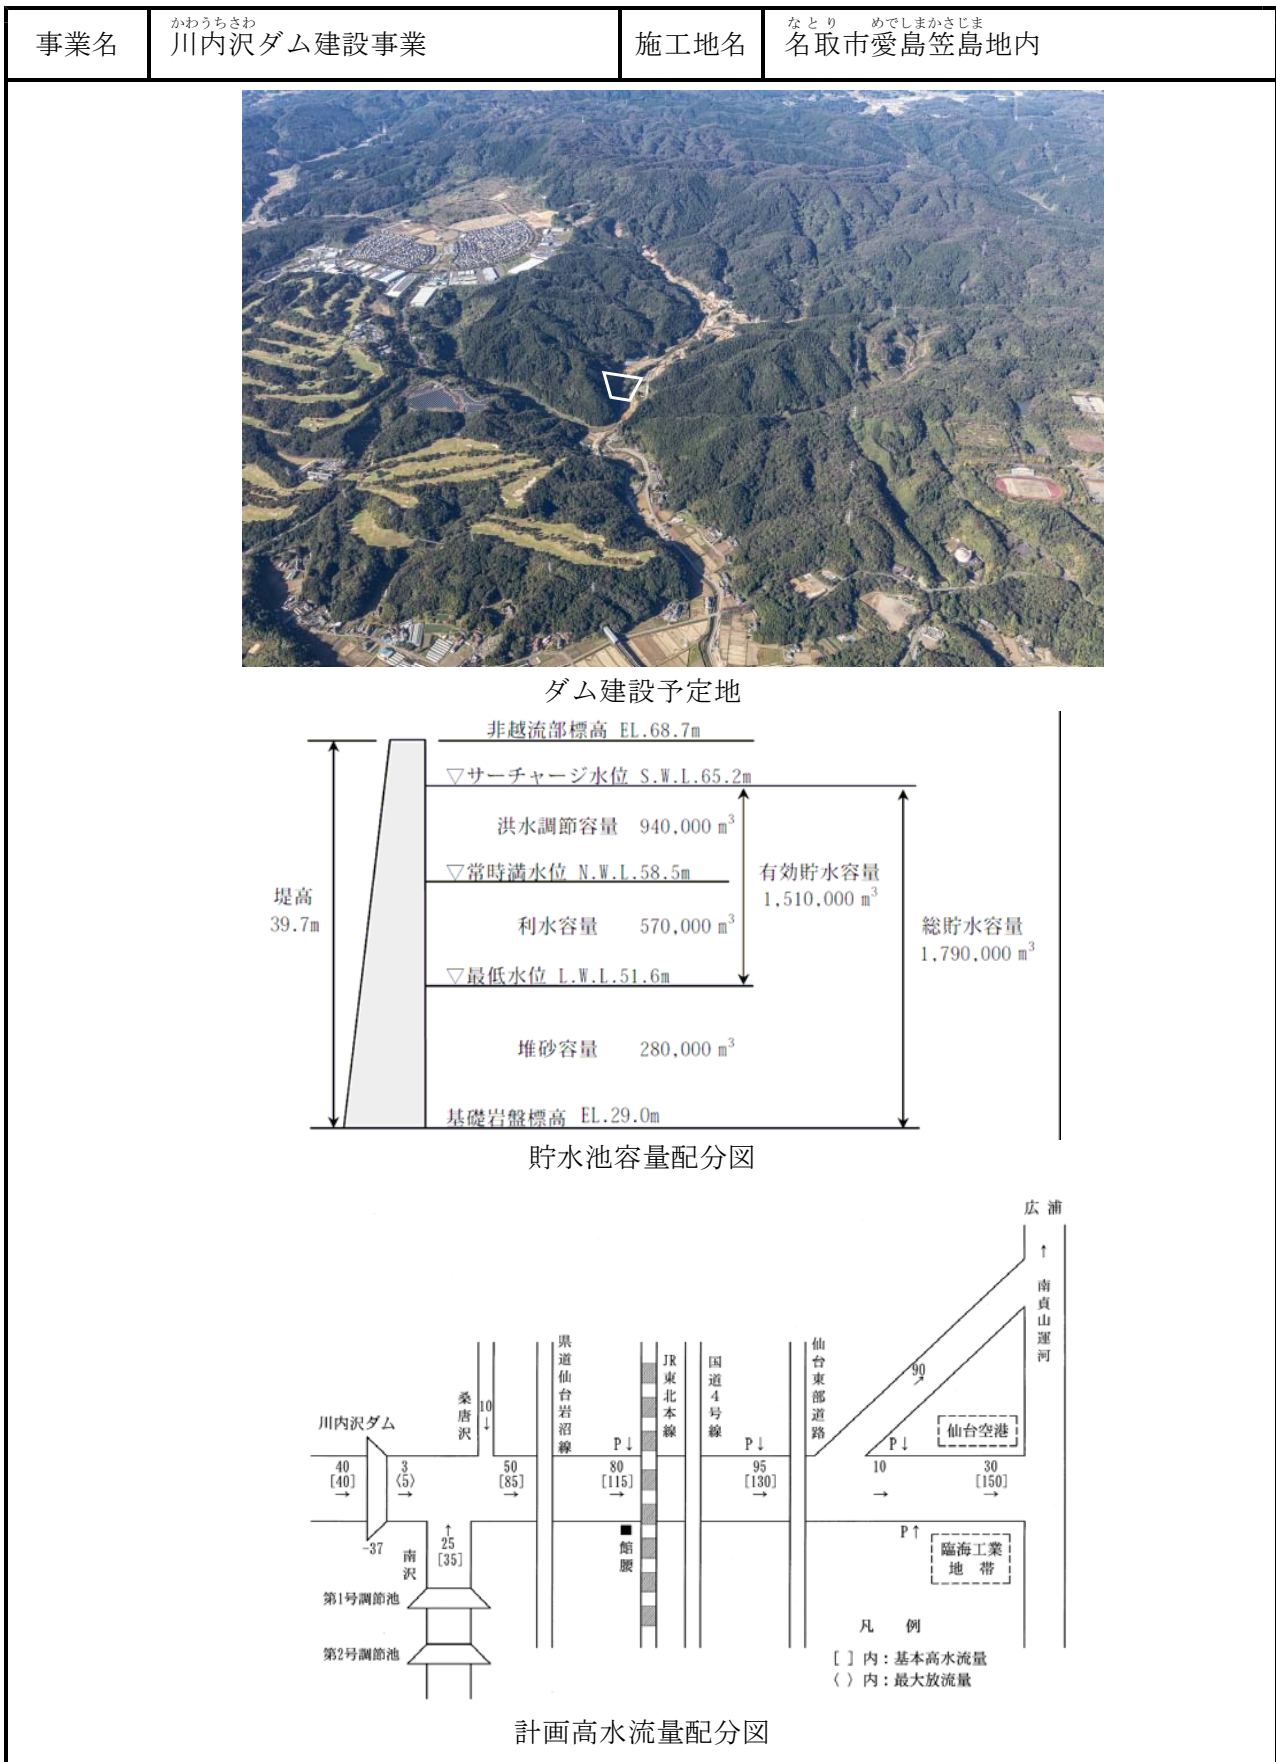 事業名
かわうちさわ
川内沢ダム建設事業
施工地名
なとり めでしまかさじま
名取市愛島笠島地内
ダム建設予定地
非越流部標高 EL.68.7m
▽サーチャージ水位 S.W.L.65.2m
洪水調節容量 940,000 m³
▽常時満水位 N.W.L.58.5m
有効貯水容量
1,510,000 m³
堤高
39.7m
利水容量 570,000 m³
総貯水容量
1,790,000 m³
▽最低水位 L.W.L.51.6m
堆砂容量 280,000 m³
基礎岩盤標高 EL.29.0m
貯水池容量配分図
広浦
↑
南貞山運河
仙台東部道路
県道仙台岩沼線
JR東北本線
国道4号線
90
→
桑唐沢
10
↓
川内沢ダム
P↓
P↓
P↓
仙台空港
40
[40]
→
3
〈5〉
→
50
[85]
→
80
[115]
→
95
[130]
→
10
→
30
[150]
→
-37
南沢
↑
25
[35]
■
館腰
P↑
臨海工業
地帯
第1号調節池
第2号調節池
凡 例
[ ] 内：基本高水流量
〈 〉内：最大放流量
計画高水流量配分図